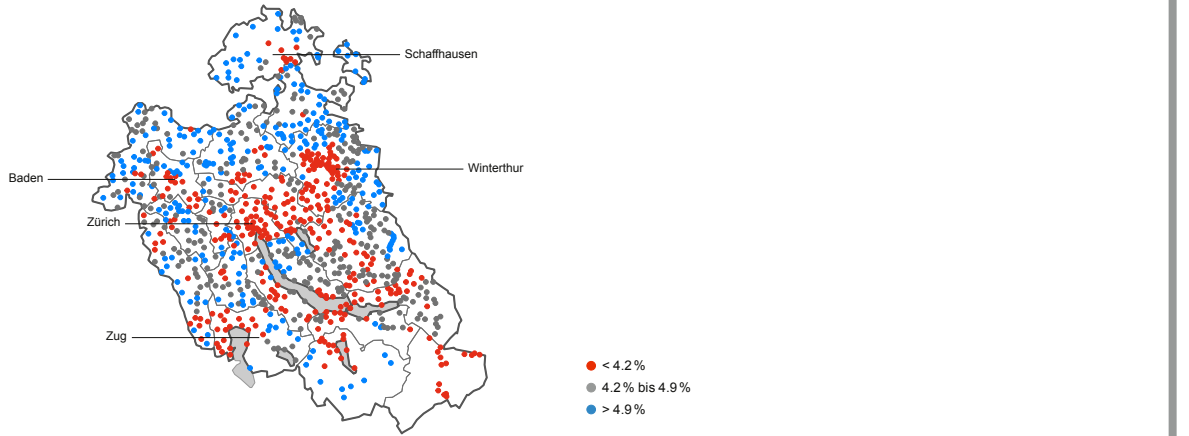 Schaffhausen
Winterthur
Baden
Zürich
Zug
< 4.2 %
4.2 % bis 4.9 %
> 4.9 %